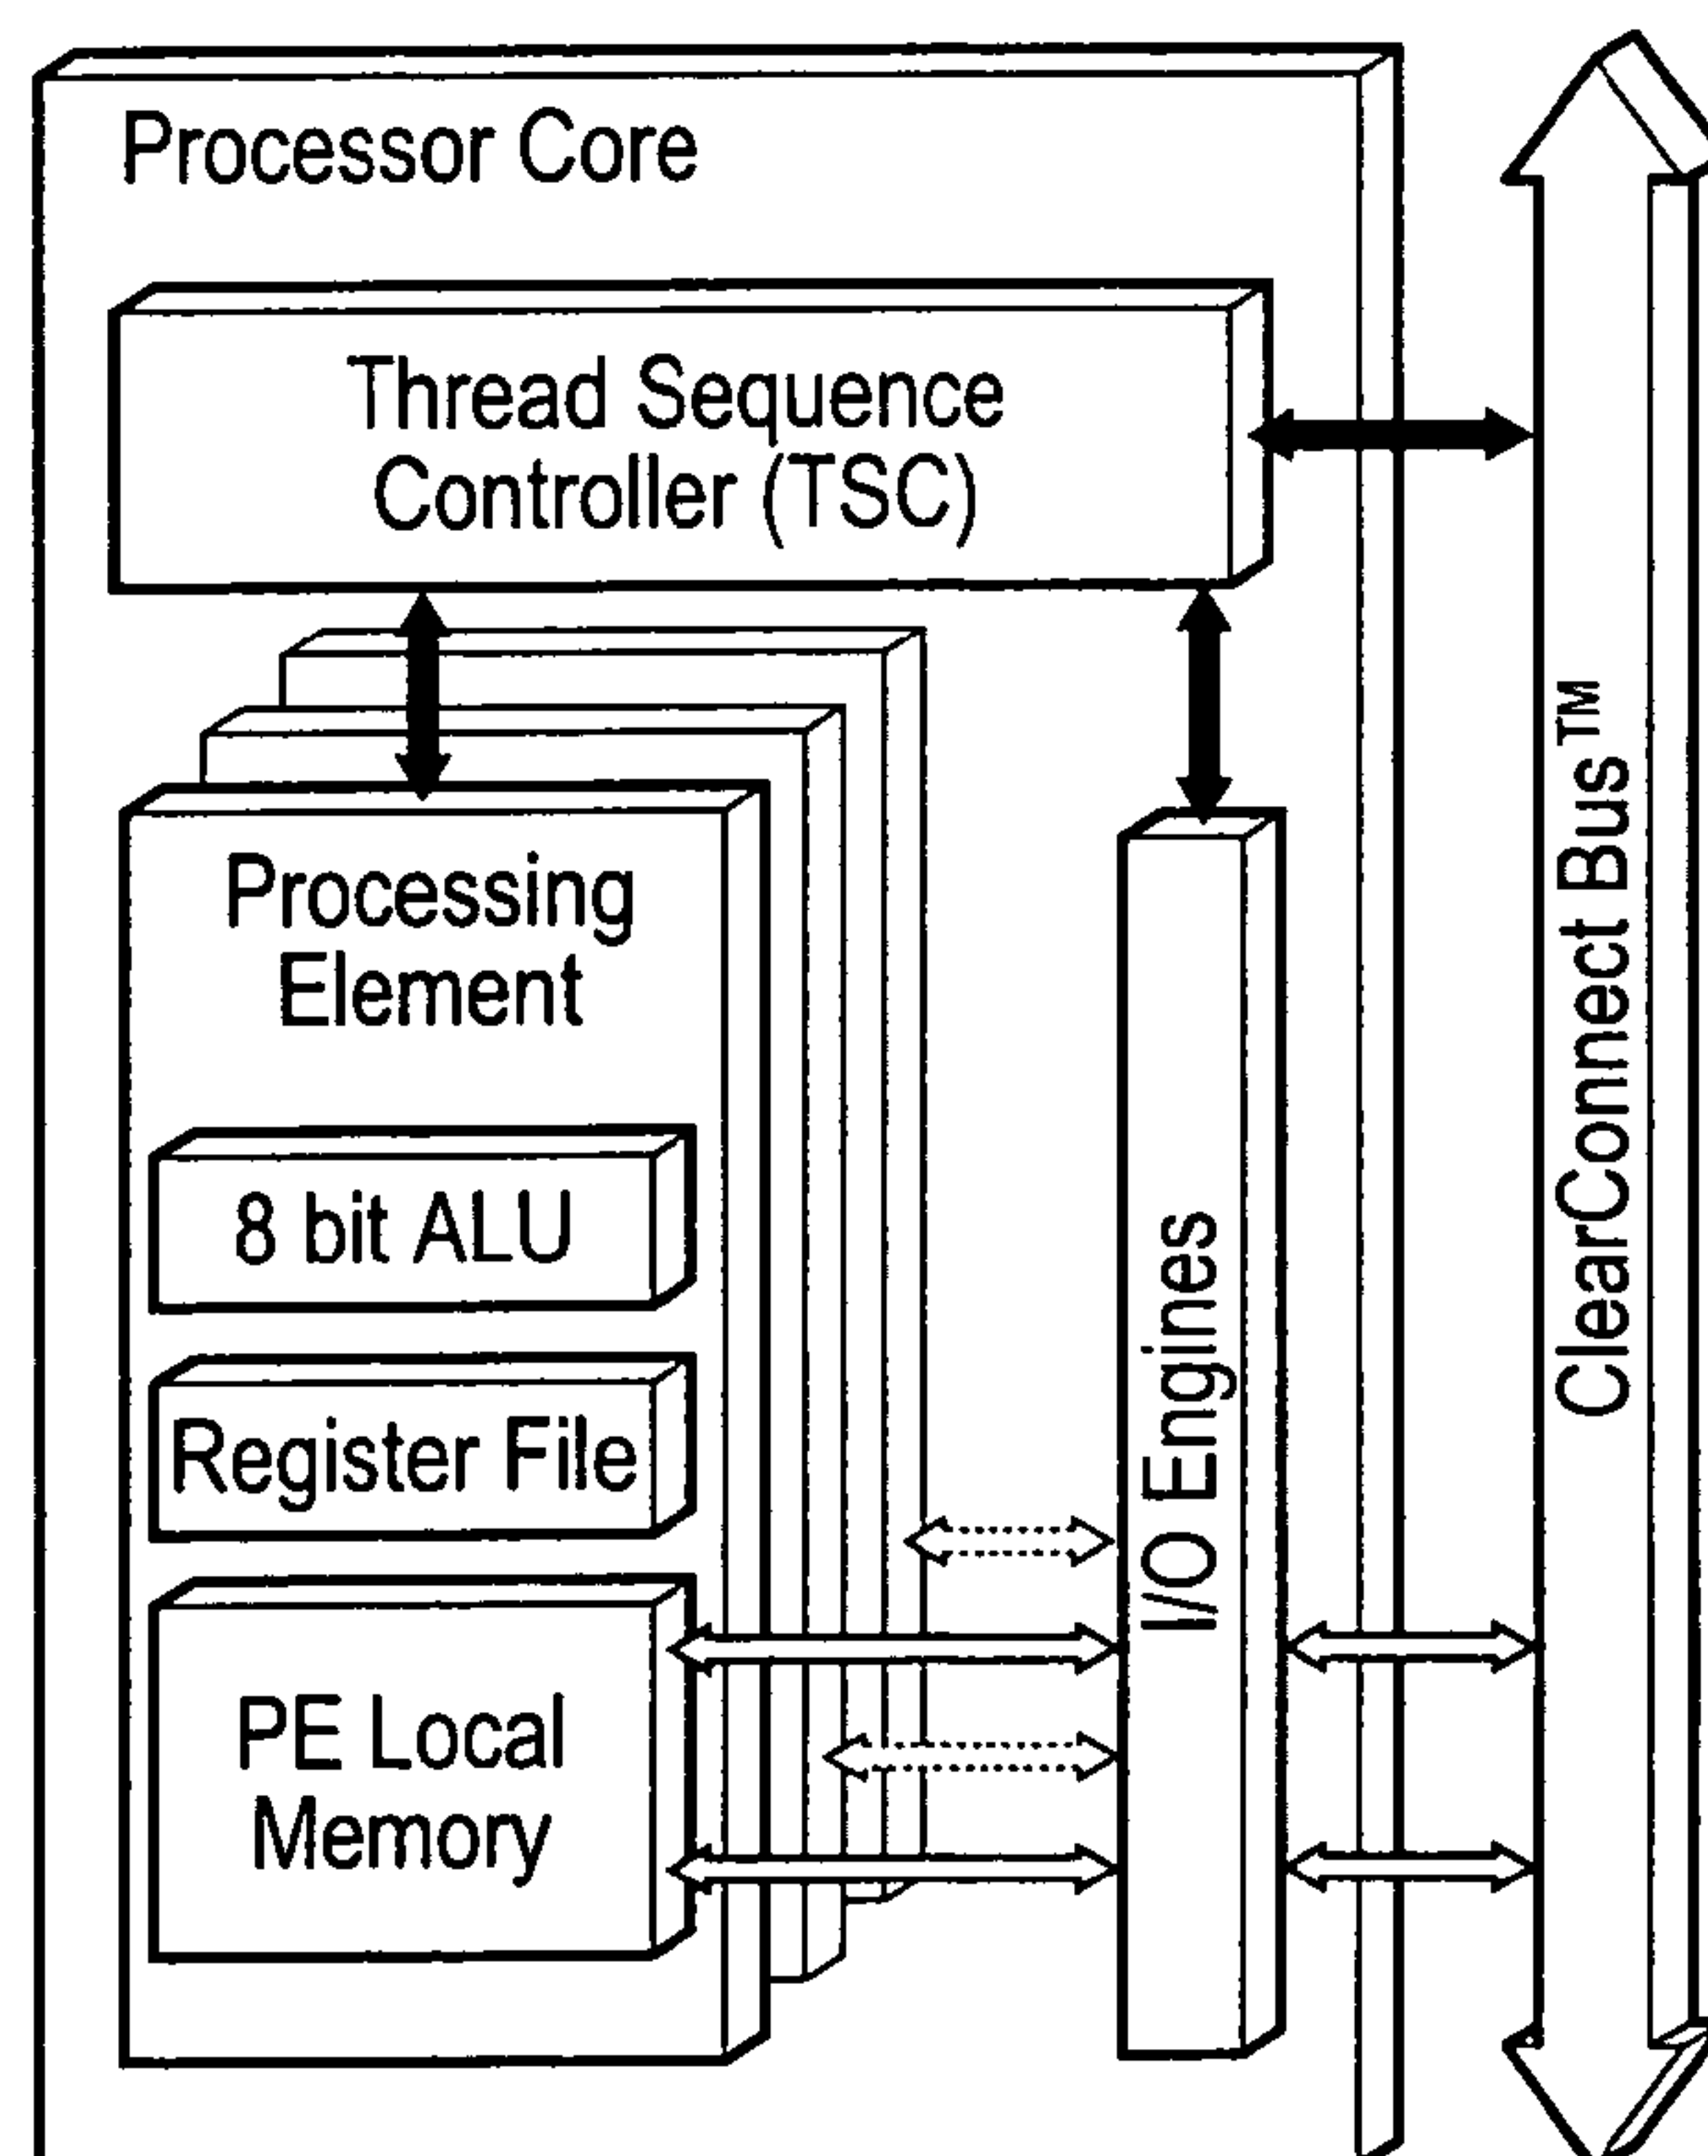 Processor Core
Thread Sequence
Controller (TSC)
Processing
Element
8 bit ALU
Register File
PE Local
Memory
I/O Engines
ClearConnect Bus™